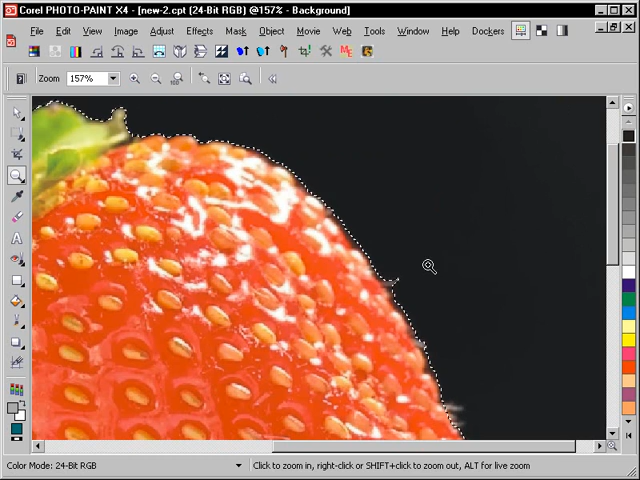 Corel PHOTO-PAINT X4 - [new-2.cpt (24-Bit RGB) @157% - Background]
File Edit View Image Adjust Effects Mask Object Movie Web Tools Window Help Dockers
Zoom 157%
Color Mode: 24-Bit RGB Click to zoom in, right-click or SHIFT+click to zoom out, ALT for live zoom